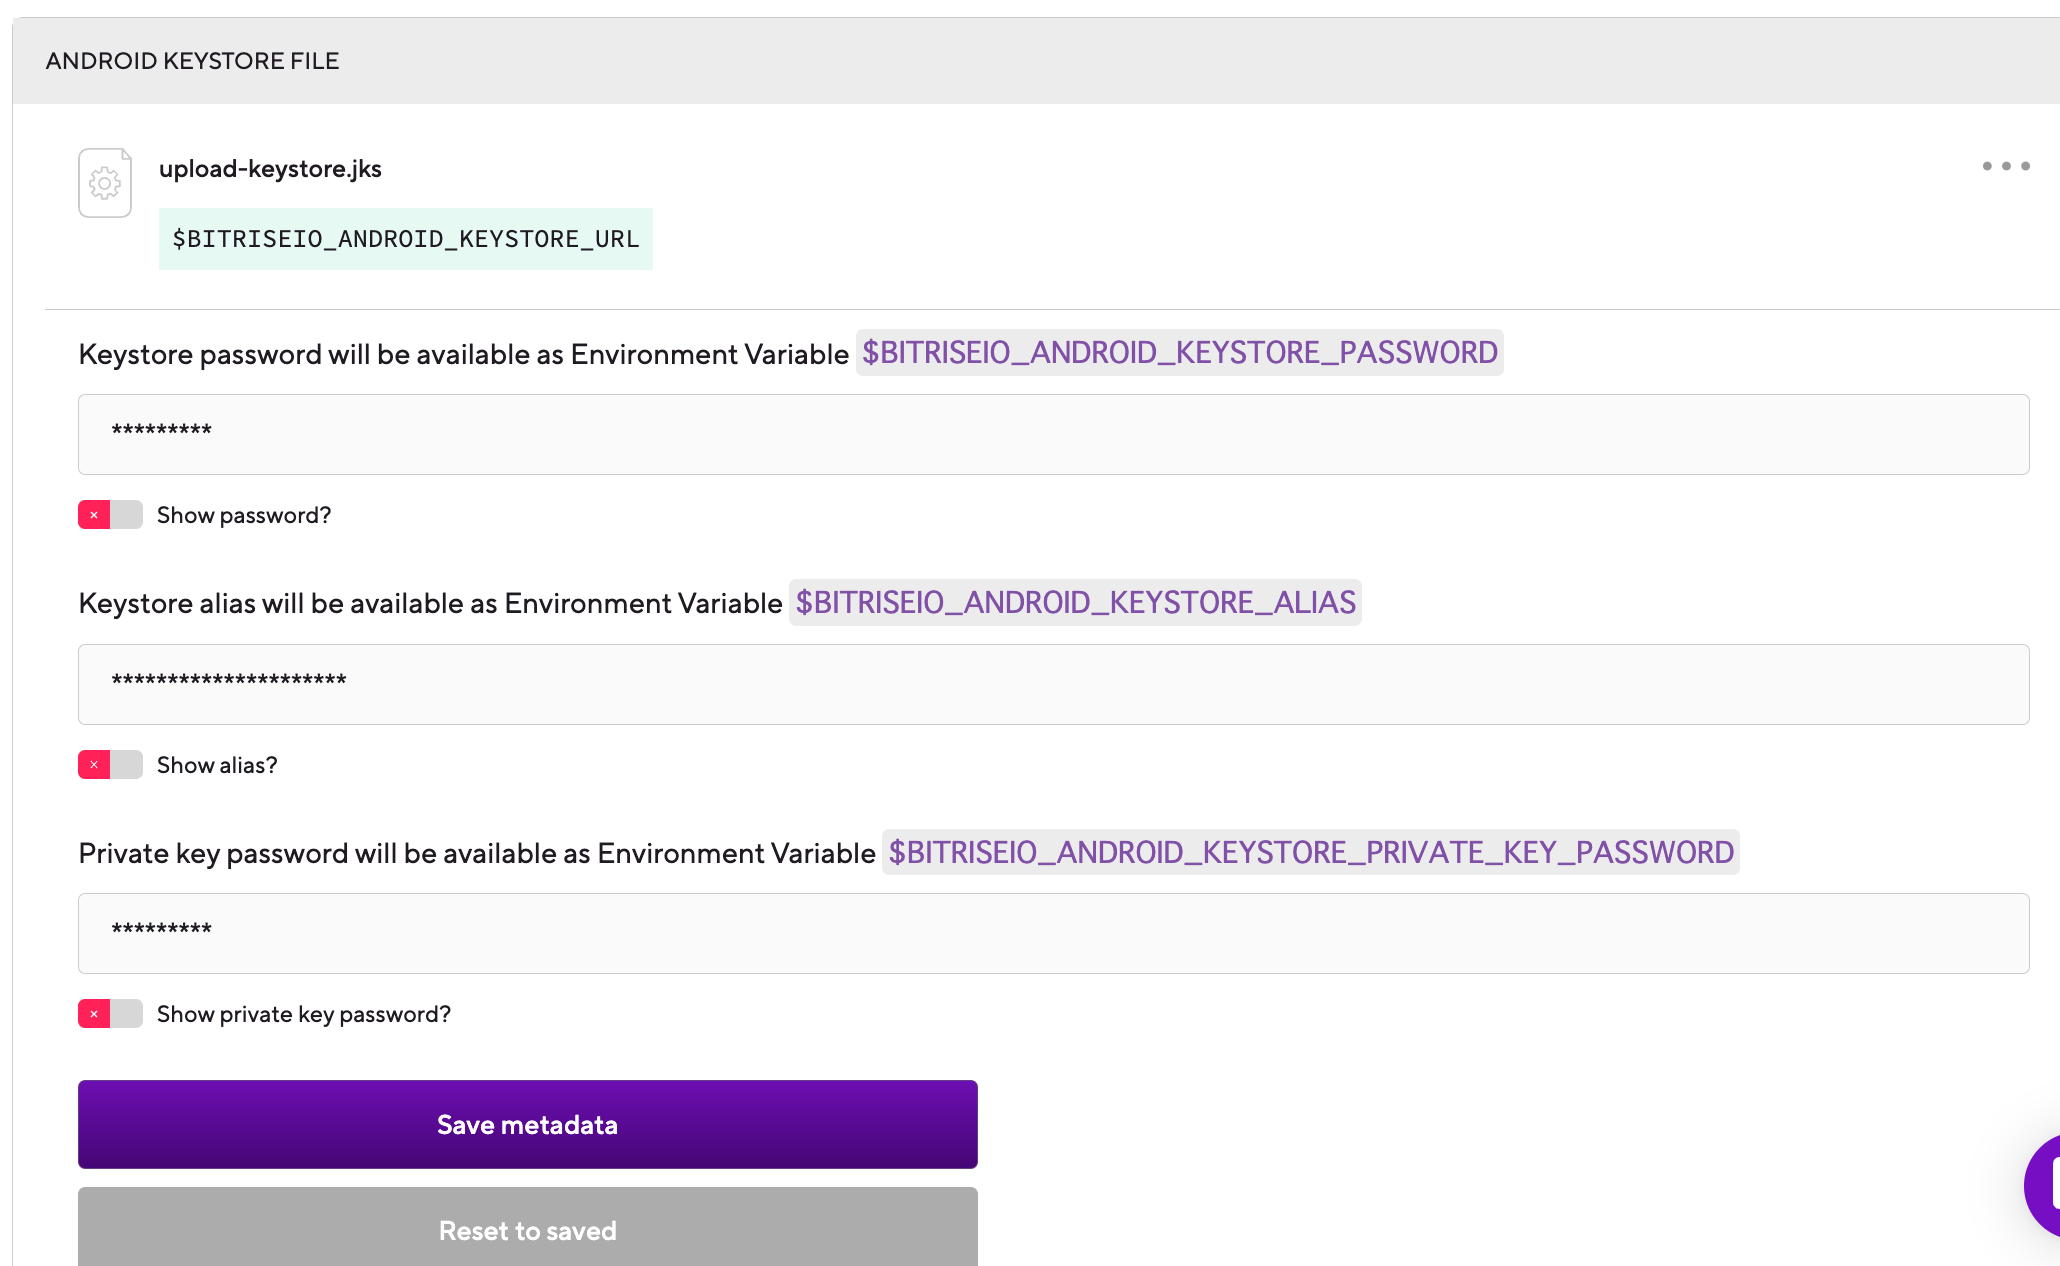 ANDROID KEYSTORE FILE
upload-keystore.jks
$BITRISEIO_ANDROID_KEYSTORE_URL
Keystore password will be available as Environment Variable $BITRISEIO_ANDROID_KEYSTORE_PASSWORD
*********
Show password?
Keystore alias will be available as Environment Variable $BITRISEIO_ANDROID_KEYSTORE_ALIAS
*********************
Show alias?
Private key password will be available as Environment Variable $BITRISEIO_ANDROID_KEYSTORE_PRIVATE_KEY_PASSWORD
*********
Show private key password?
Save metadata
Reset to saved